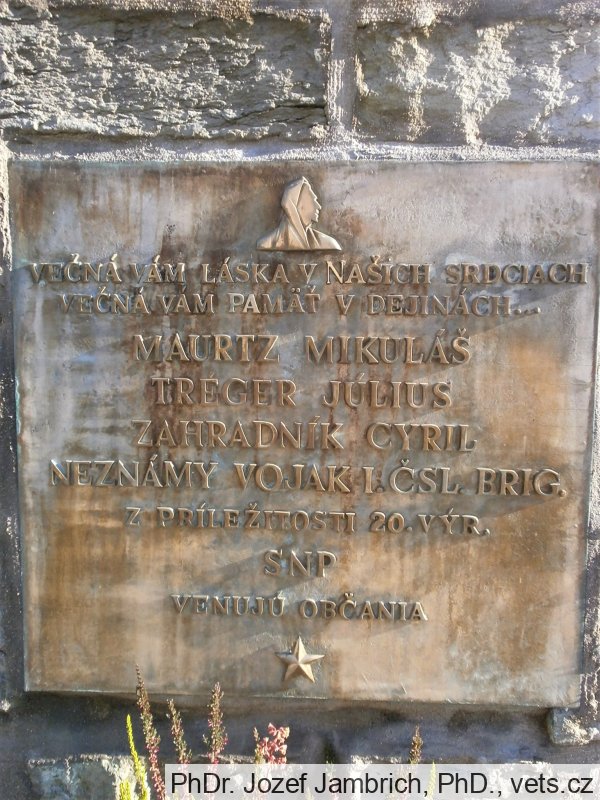 VEČNÁ VÁM LÁSKA V NAŠICH SRDCIACH
VEČNÁ VÁM PAMÄŤ V DEJINÁCH...
MAURTZ MIKULÁŠ
TRÉGER JÚLIUS
ZAHRADNÍK CYRIL
NEZNÁMY VOJAK I. ČSL. BRIG.
Z PRÍLEŽITOSTI 20. VÝR.
SNP
VENUJÚ OBČANIA
PhDr. Jozef Jambrich, PhD., vets.cz